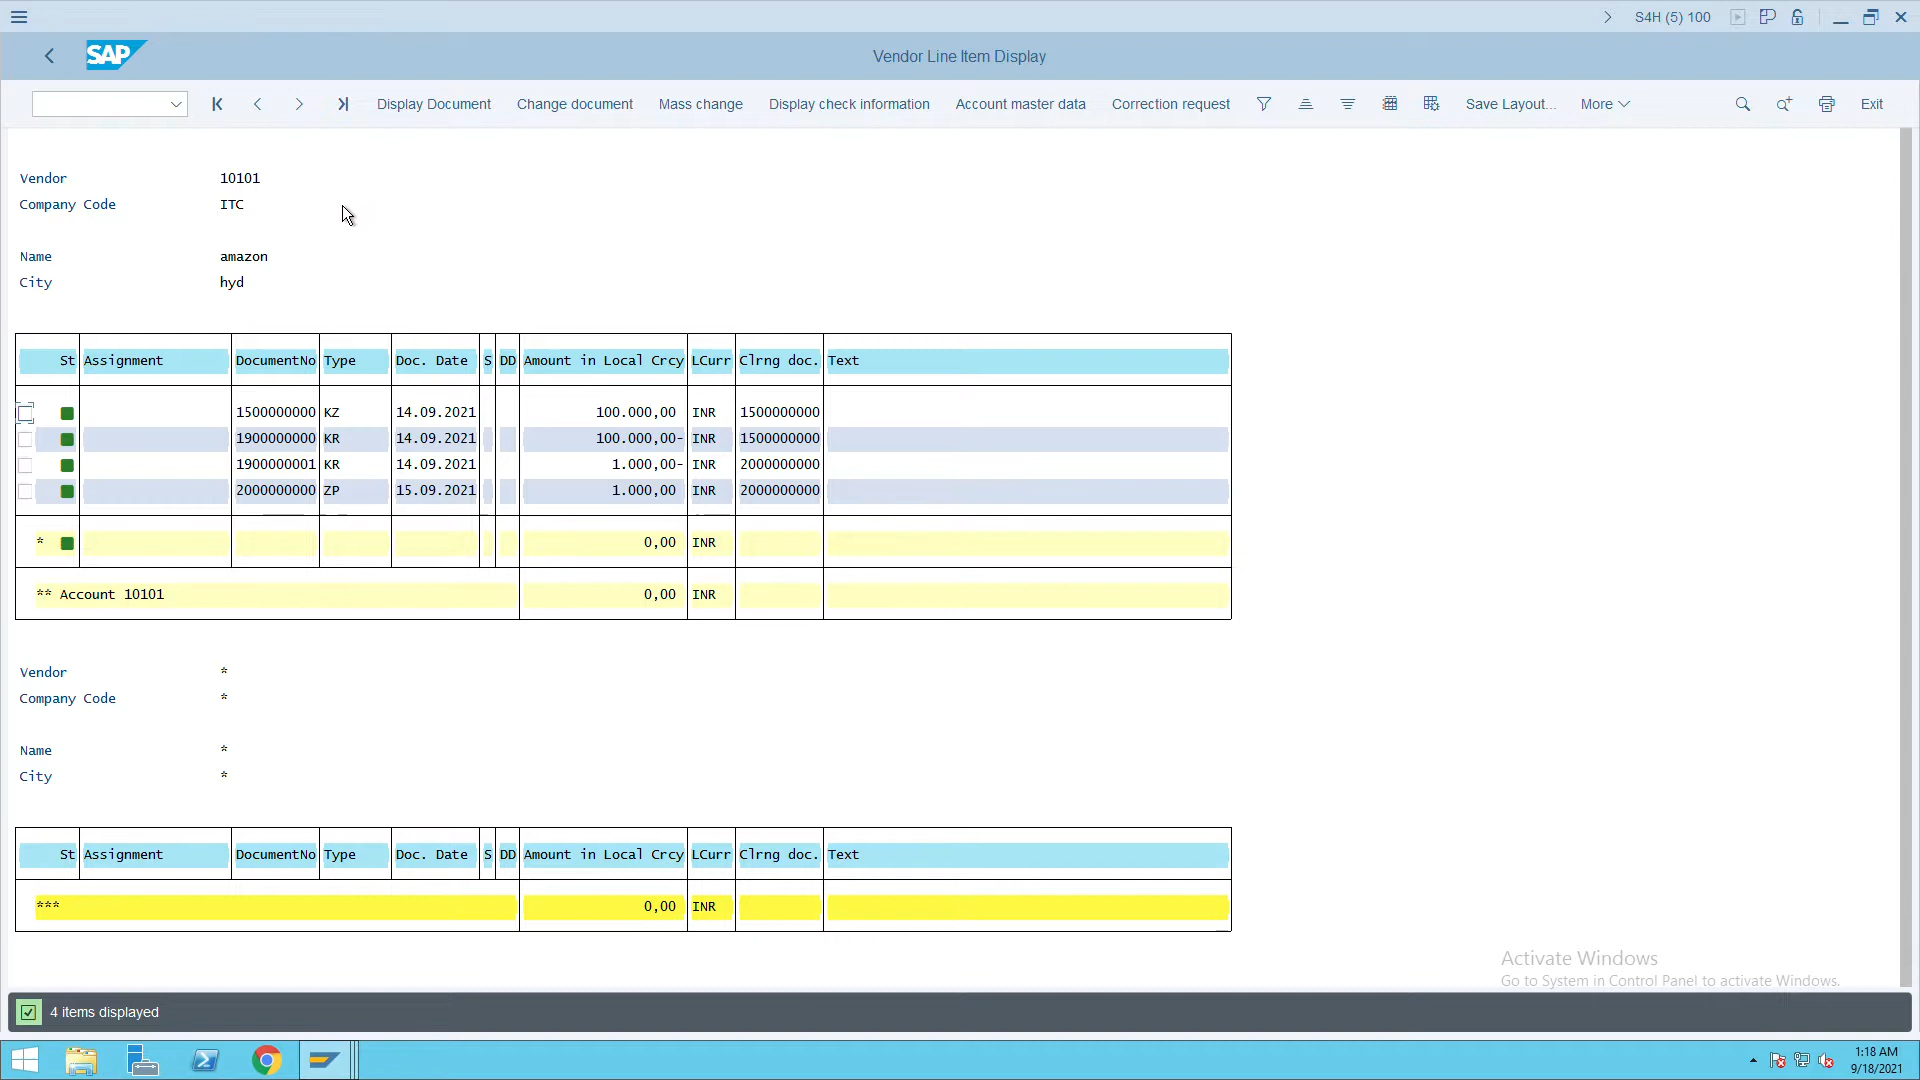 S4H (5) 100
SAP Vendor Line Item Display
Display Document Change document Mass change Display check information Account master data Correction request Save Layout... More Exit
Vendor 10101
Company Code ITC
Name amazon
City hyd
St Assignment DocumentNo Type Doc. Date S DD Amount in Local Crcy LCurr Clrng doc. Text
1500000000 KZ 14.09.2021 100.000,00 INR 1500000000
1900000000 KR 14.09.2021 100.000,00- INR 1500000000
1900000001 KR 14.09.2021 1.000,00- INR 2000000000
2000000000 ZP 15.09.2021 1.000,00 INR 2000000000
* 0,00 INR
** Account 10101 0,00 INR
Vendor *
Company Code *
Name *
City *
St Assignment DocumentNo Type Doc. Date S DD Amount in Local Crcy LCurr Clrng doc. Text
*** 0,00 INR
Activate Windows
Go to System in Control Panel to activate Windows.
4 items displayed
1:18 AM
9/18/2021